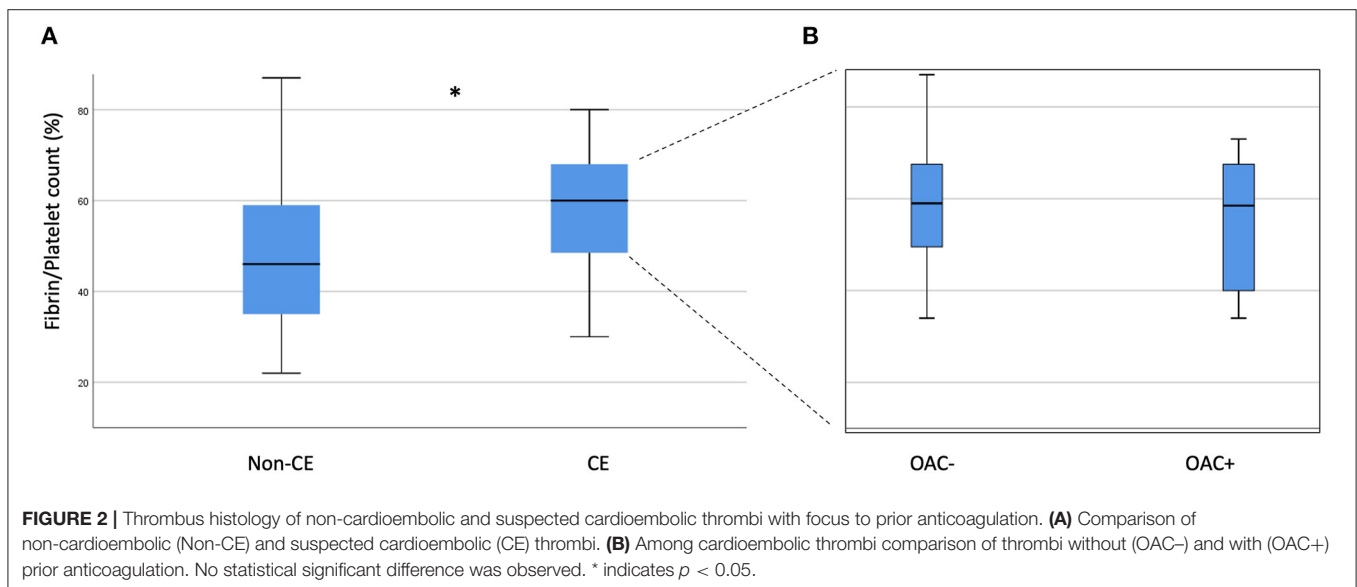 A
B
*
Fibrin/Platelet count (%)
80
60
40
20
Non-CE
CE
OAC-
OAC+
FIGURE 2 | Thrombus histology of non-cardioembolic and suspected cardioembolic thrombi with focus to prior anticoagulation. (A) Comparison of
non-cardioembolic (Non-CE) and suspected cardioembolic (CE) thrombi. (B) Among cardioembolic thrombi comparison of thrombi without (OAC–) and with (OAC+)
prior anticoagulation. No statistical significant difference was observed. * indicates p < 0.05.